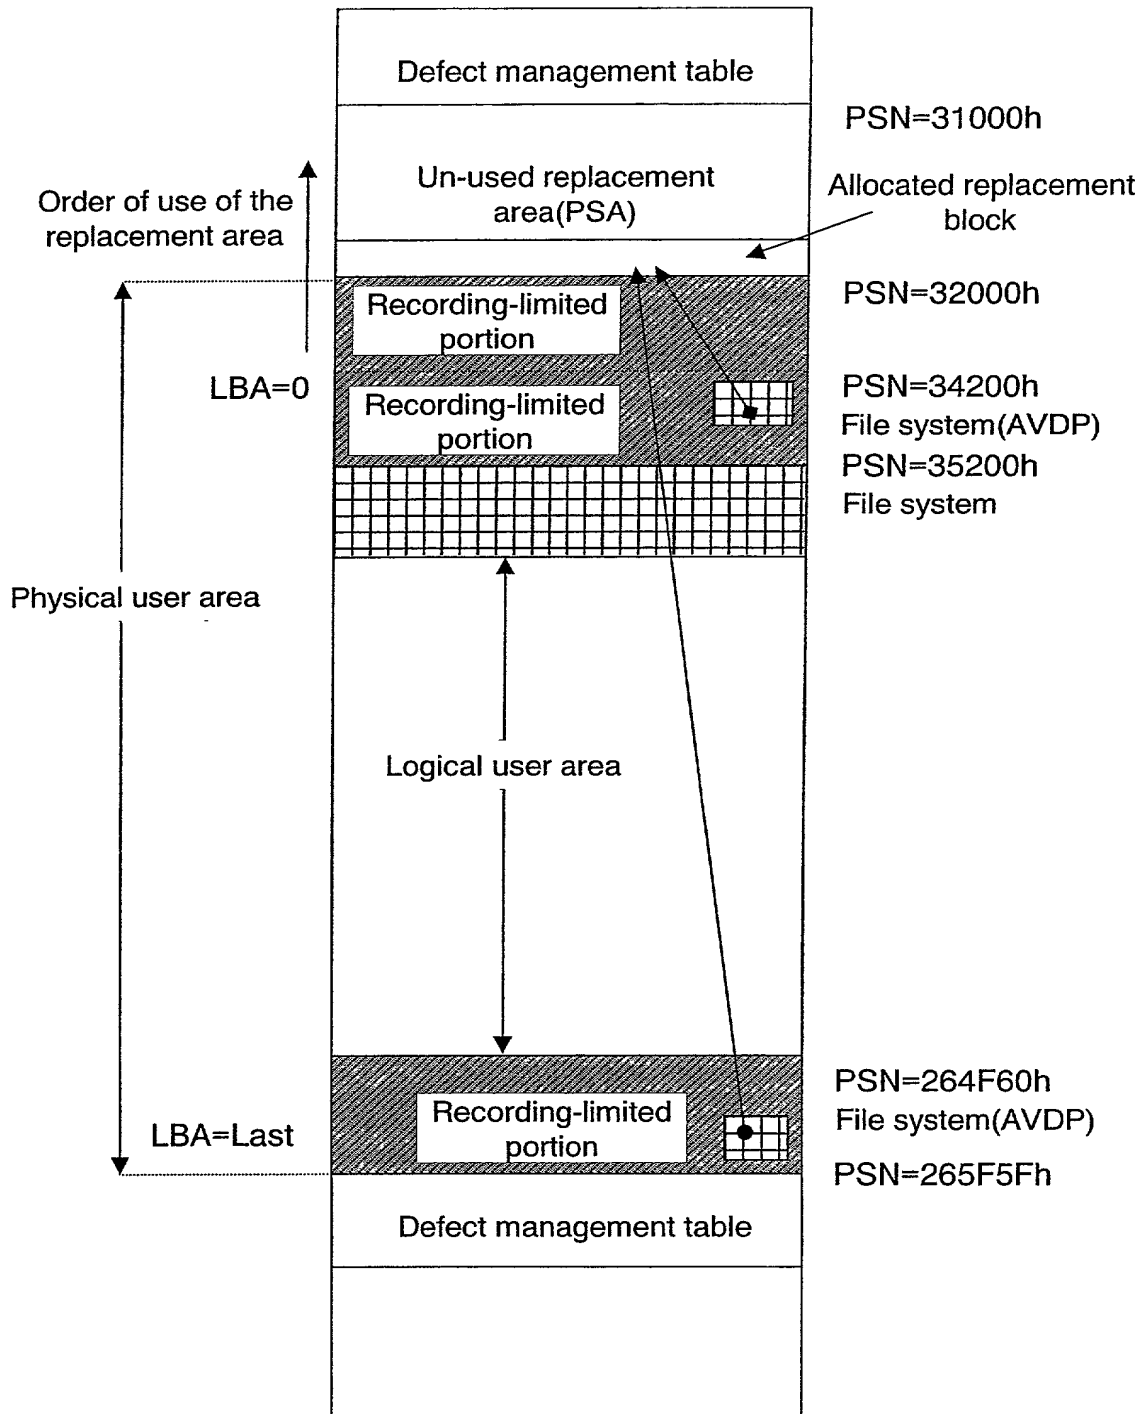 Defect management table
PSN=31000h
Un-used replacement
area(PSA)
Allocated replacement
block
Order of use of the
replacement area
PSN=32000h
Recording-limited
portion
LBA=0
PSN=34200h
Recording-limited
portion
File system(AVDP)
PSN=35200h
File system
Physical user area
Logical user area
PSN=264F60h
Recording-limited
portion
File system(AVDP)
LBA=Last
PSN=265F5Fh
Defect management table